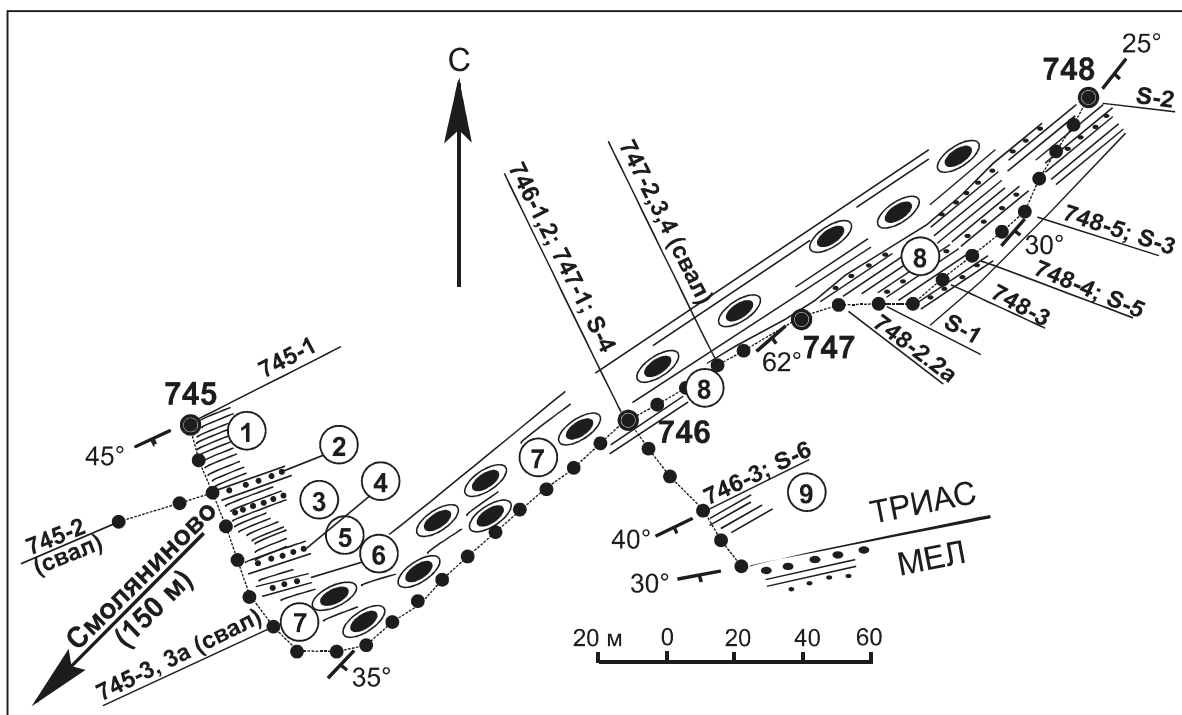 С
748
25°
S-2
746-1,2; 747-1; S-4
747-2,3,4 (свал)
748-5; S-3
30°
8
748-4; S-5
748-3
S-1
748-2.2а
747
62°
745-1
745
45°
1
2
3
4
5
6
7
8
746
7
746-3; S-6
9
40°
30°
ТРИАС
МЕЛ
745-2
(свал)
Смоляниново
(150 м)
745-3, 3а (свал)
35°
20 м 0 20 40 60